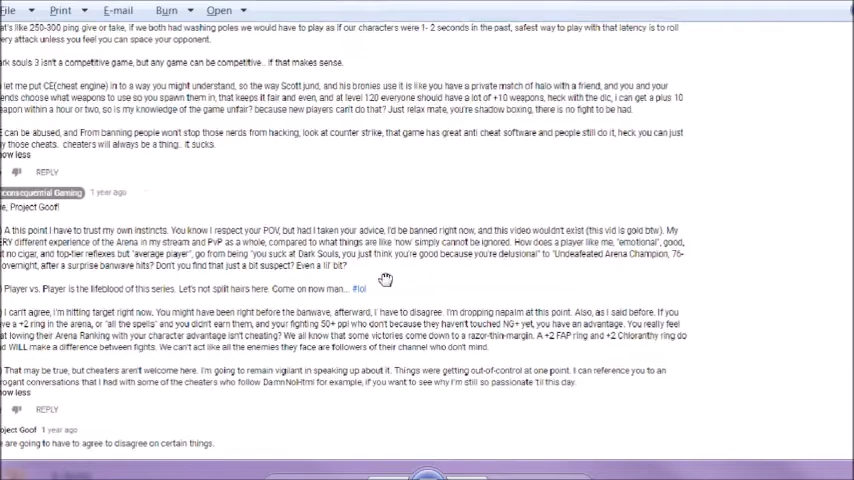 File Print E-mail Burn Open
at's like 250-300 ping give or take, if we both had washing poles we would have to play as if our characters were 1- 2 seconds in the past, safest way to play with that latency is to roll
ery attack unless you feel you can space your opponent.
ark souls 3 isn't a competitive game, but any game can be competitive.. if that makes sense.
let me put CE(cheat engine) in to a way you might understand, so the way Scott jund, and his bronies use it is like you have a private match of halo with a friend, and you and your
ends choose what weapons to use so you spawn them in, that keeps it fair and even, and at level 120 everyone should have a lot of +10 weapons, heck with the dlc, i can get a plus 10
eapon within a hour or two, so is my knowledge of the game unfair? because new players can't do that? Just relax mate, you're shadow boxing, there is no fight to be had.
E can be abused, and From banning people won't stop those nerds from hacking, look at counter strike, that game has great anti cheat software and people still do it, heck you can just
y those cheats. cheaters will always be a thing. it sucks.
ow less
REPLY
consequential Gaming 1 year ago
e, Project Goof!
) A this point I have to trust my own instincts. You know I respect your POV, but had I taken your advice, I'd be banned right now, and this video wouldn't exist (this vid is gold btw). My
ERY different experience of the Arena in my stream and PvP as a whole, compared to what things are like 'now' simply cannot be ignored. How does a player like me, "emotional", good,
t no cigar, and top-tier reflexes but "average player", go from being "you suck at Dark Souls, you just think you're good because you're delusional" to "Undeafeated Arena Champion, 76-
overnight, after a surprise banwave hits? Don't you find that just a bit suspect? Even a lil' bit?
) Player vs. Player is the lifeblood of this series. Let's not split hairs here. Come on now man... #lol
) I can't agree, I'm hitting target right now. You might have been right before the banwave, afterward, I have to disagree. I'm dropping napalm at this point. Also, as I said before. If you
ve a +2 ring in the arena, or "all the spells" and you didn't earn them, and your fighting 50+ ppl who don't because they haven't touched NG+ yet, you have an advantage. You really feel
at lowing their Arena Ranking with your character advantage isn't cheating? We all know that some victories come down to a razor-thin-margin. A +2 FAP ring and +2 Chloranthy ring do
d WILL make a difference between fights. We can't act like all the enemies they face are followers of their channel who don't mind.
) That may be true, but cheaters aren't welcome here. I'm going to remain vigilant in speaking up about it. Things were getting out-of-control at one point. I can reference you to an
rogant conversations that I had with some of the cheaters who follow DamnNoHtml for example, if you want to see why I'm still so passionate 'til this day.
ow less
REPLY
oject Goof 1 year ago
e are going to have to agree to disagree on certain things.